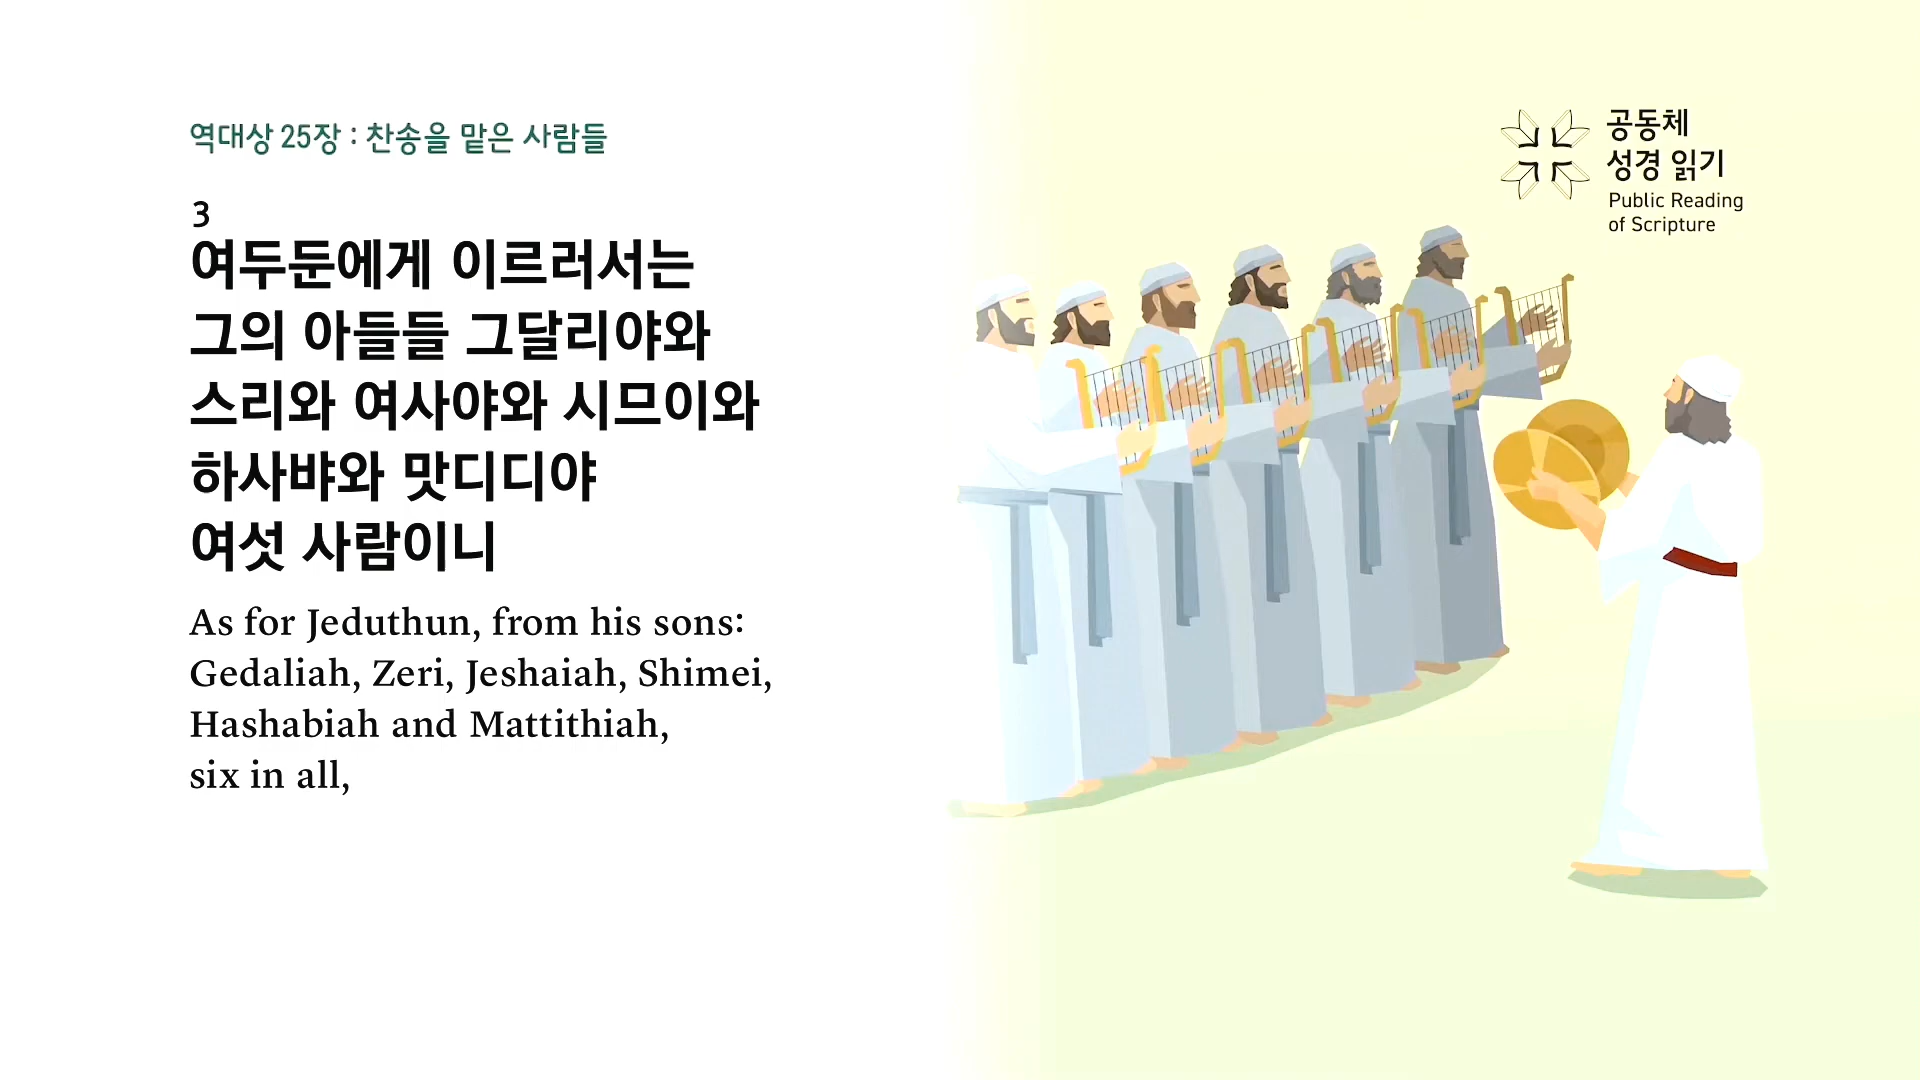 역대상 25장 : 찬송을 맡은 사람들
3
여두둔에게 이르러서는
그의 아들들 그달리야와
스리와 여사야와 시므이와
하사뱌와 맛디디야
여섯 사람이니
As for Jeduthun, from his sons:
Gedaliah, Zeri, Jeshaiah, Shimei,
Hashabiah and Mattithiah,
six in all,
공동체
성경 읽기
Public Reading
of Scripture